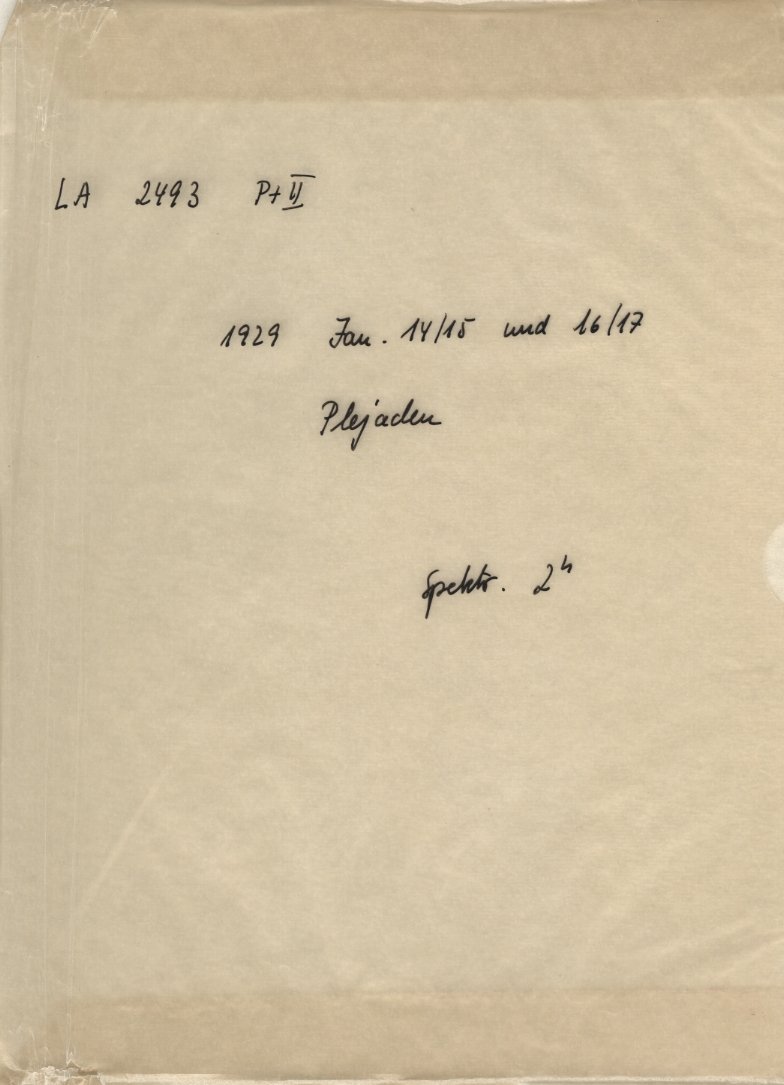 LA 2493 P+II
1929 Jan. 14/15 und 16/17
Plejaden
Spektr. 2h